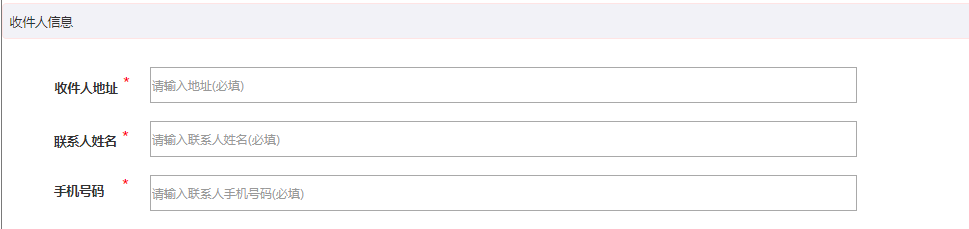 收件人信息
收件人地址 * 请输入地址(必填)
联系人姓名 * 请输入联系人姓名(必填)
手机号码 * 请输入联系人手机号码(必填)